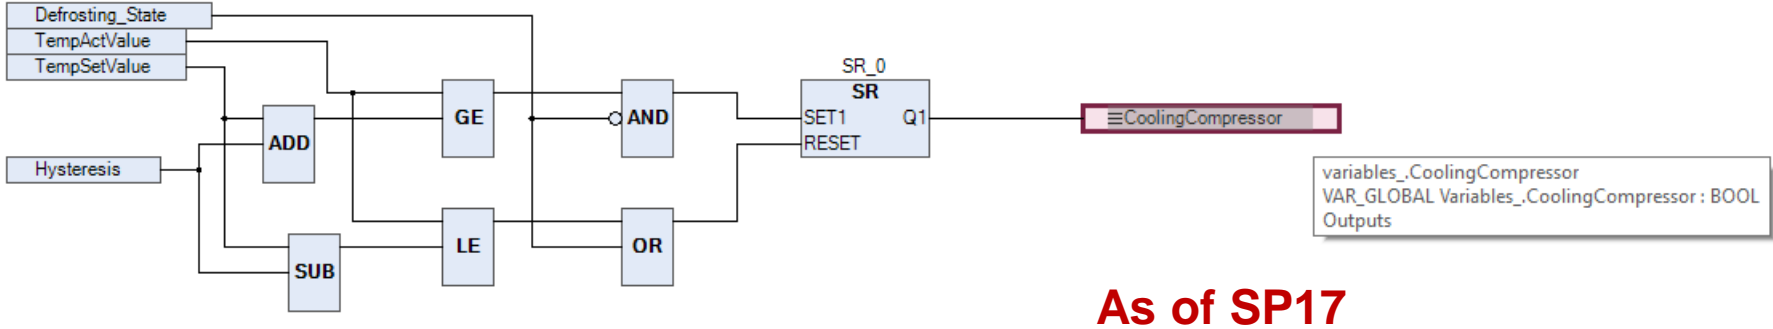 Defrosting_State
TempActValue
TempSetValue
Hysteresis
ADD
SUB
GE
LE
AND
OR
SR_0
SR
SET1 Q1
RESET
CoolingCompressor
variables_.CoolingCompressor
VAR_GLOBAL Variables_.CoolingCompressor : BOOL
Outputs
As of SP17